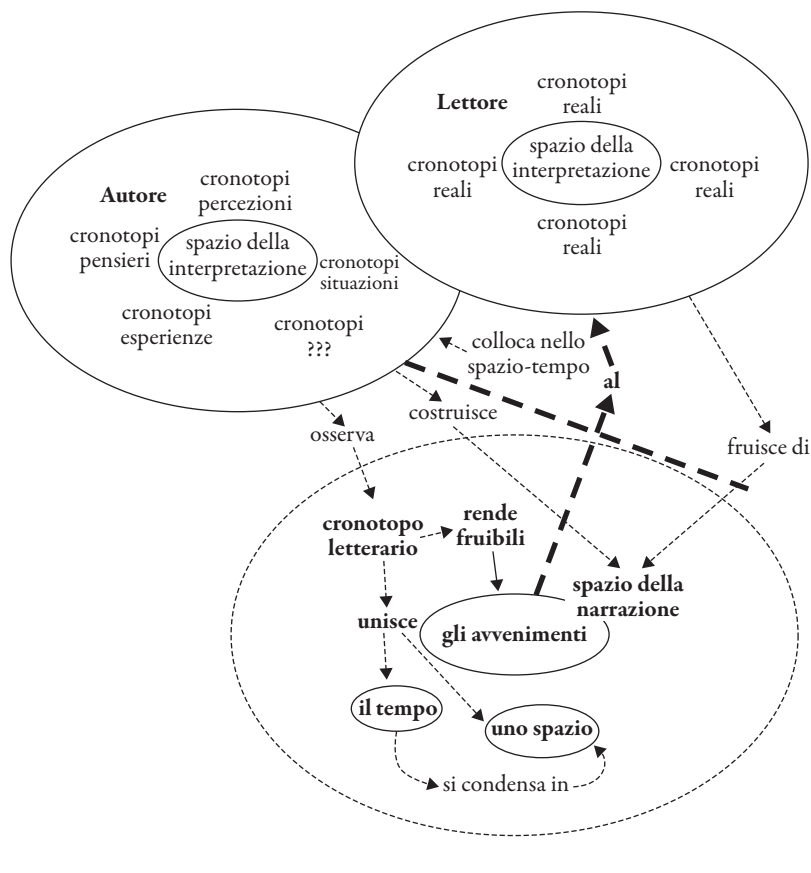 cronotopi
reali
Lettore
spazio della
interpretazione
cronotopi
reali
cronotopi
reali
cronotopi
reali
Autore
cronotopi
percezioni
cronotopi
pensieri
spazio della
interpretazione
cronotopi
situazioni
cronotopi
esperienze
cronotopi
???
colloca nello
spazio-tempo
al
costruisce
osserva
fruisce di
cronotopo
letterario
rende
fruibili
spazio della
narrazione
unisce
gli avvenimenti
il tempo
uno spazio
si condensa in